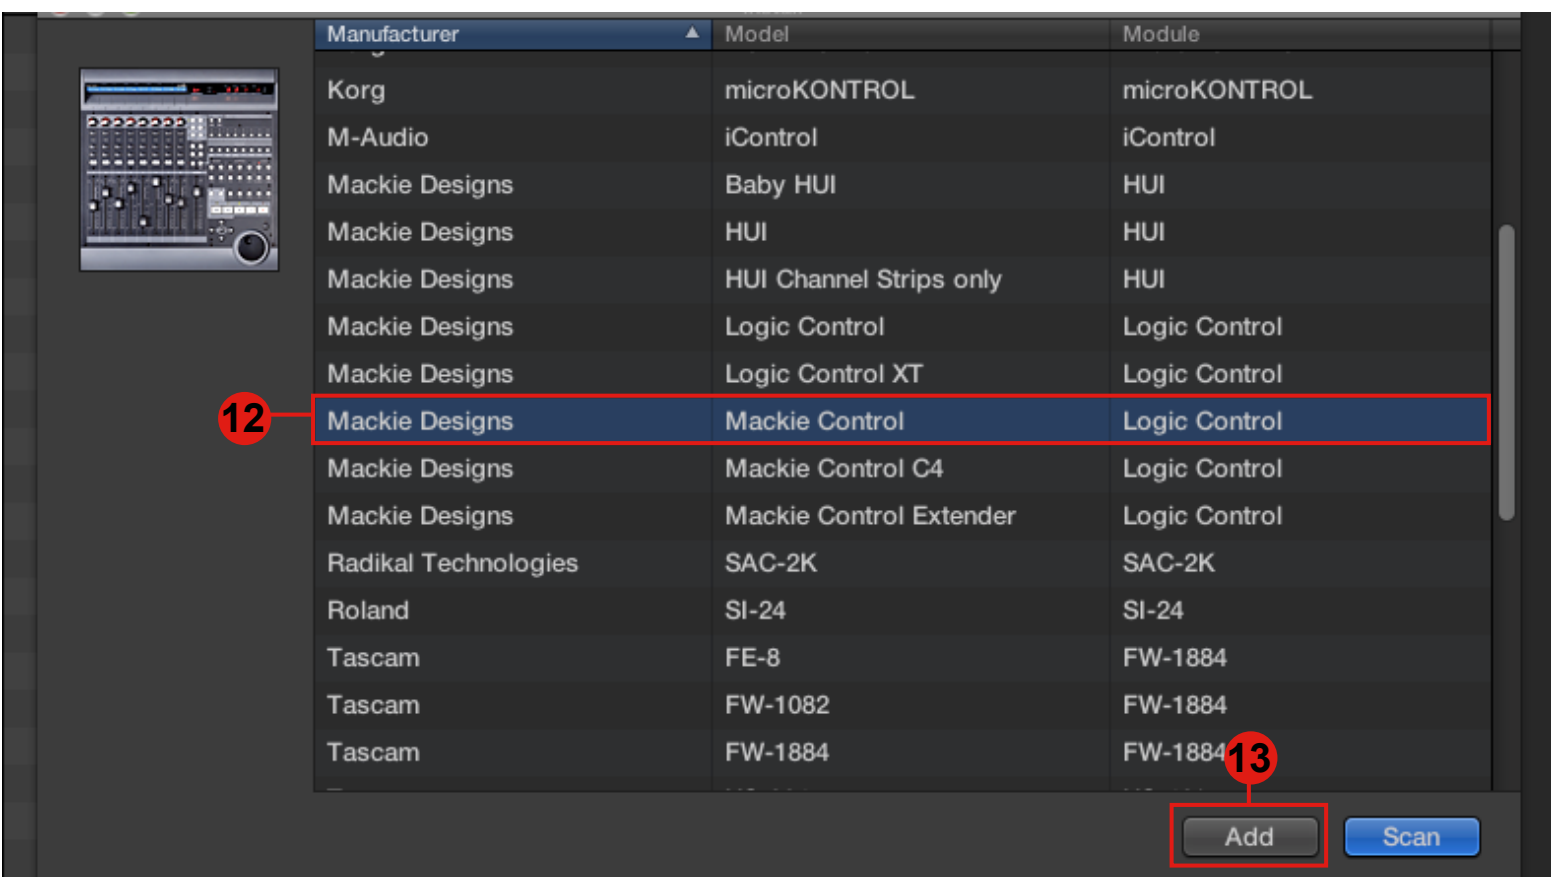 Manufacturer Model Module
Korg microKONTROL microKONTROL
M-Audio iControl iControl
Mackie Designs Baby HUI HUI
Mackie Designs HUI HUI
Mackie Designs HUI Channel Strips only HUI
Mackie Designs Logic Control Logic Control
Mackie Designs Logic Control XT Logic Control
12 Mackie Designs Mackie Control Logic Control
Mackie Designs Mackie Control C4 Logic Control
Mackie Designs Mackie Control Extender Logic Control
Radikal Technologies SAC-2K SAC-2K
Roland SI-24 SI-24
Tascam FE-8 FW-1884
Tascam FW-1082 FW-1884
Tascam FW-1884 FW-1884
13
Add Scan